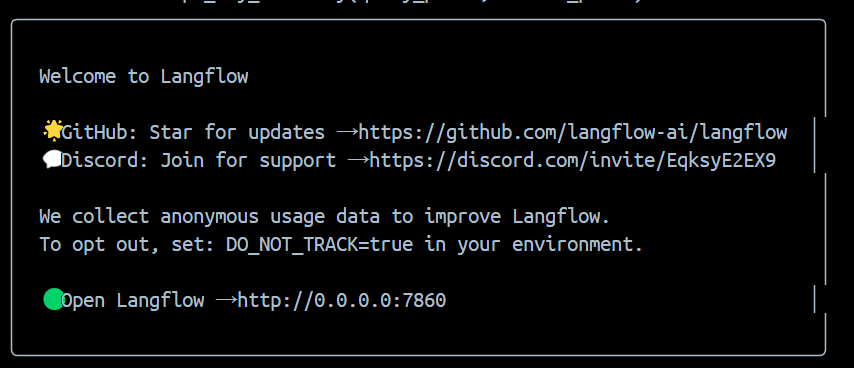 Welcome to Langflow
🌟GitHub: Star for updates →https://github.com/langflow-ai/langflow
💬Discord: Join for support →https://discord.com/invite/EqksyE2EX9
We collect anonymous usage data to improve Langflow.
To opt out, set: DO_NOT_TRACK=true in your environment.
🟢Open Langflow →http://0.0.0.0:7860